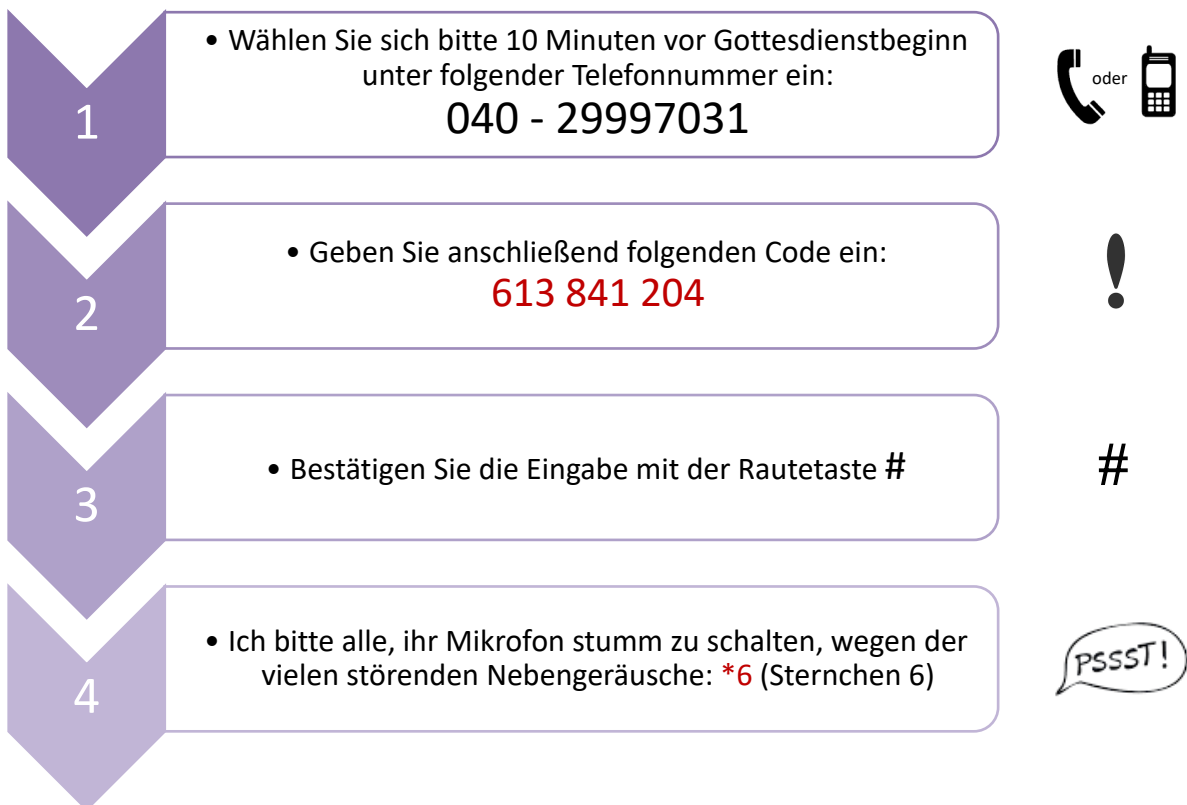 1
• Wählen Sie sich bitte 10 Minuten vor Gottesdienstbeginn
unter folgender Telefonnummer ein:
040 - 29997031
oder
2
• Geben Sie anschließend folgenden Code ein:
613 841 204
!
3
• Bestätigen Sie die Eingabe mit der Rautetaste #
#
4
• Ich bitte alle, ihr Mikrofon stumm zu schalten, wegen der
vielen störenden Nebengeräusche: *6 (Sternchen 6)
PSSST!